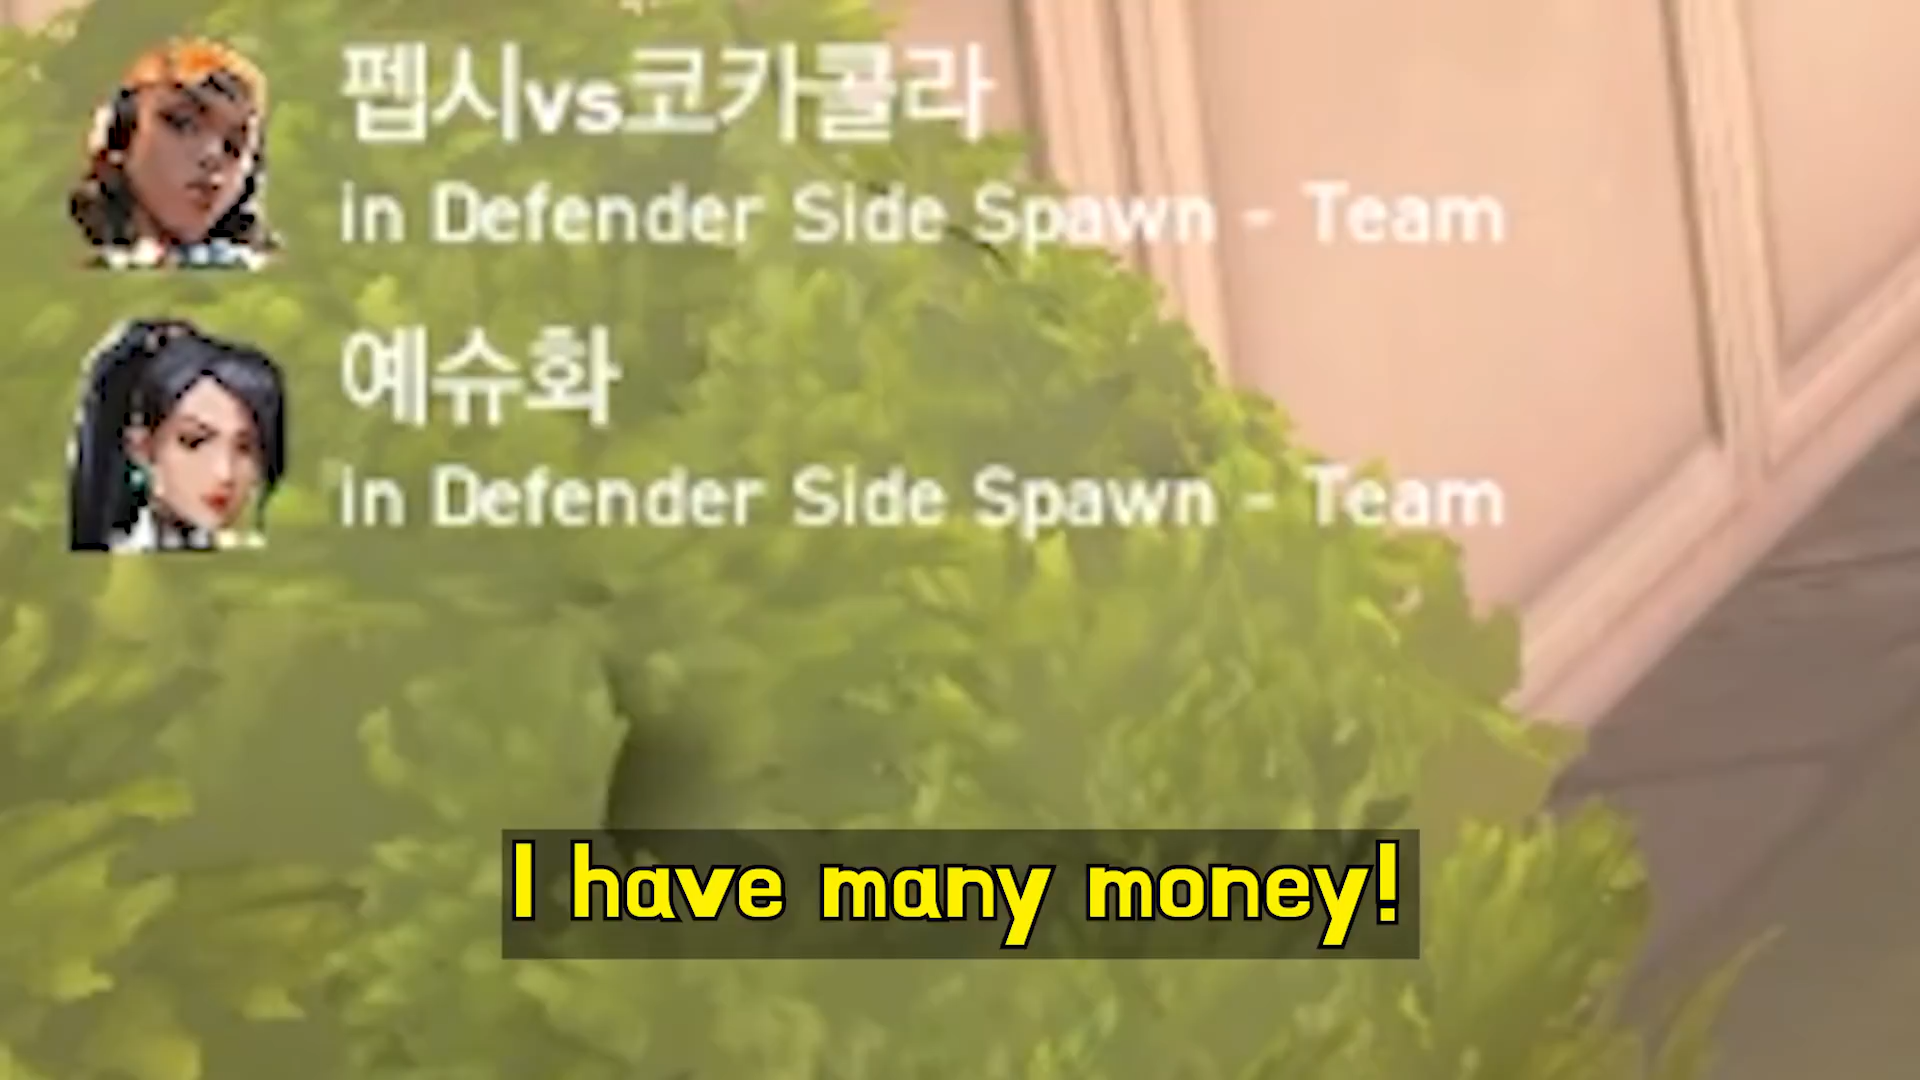 펩시vs코카콜라
in Defender Side Spawn - Team
예슈화
in Defender Side Spawn - Team
I have many money!